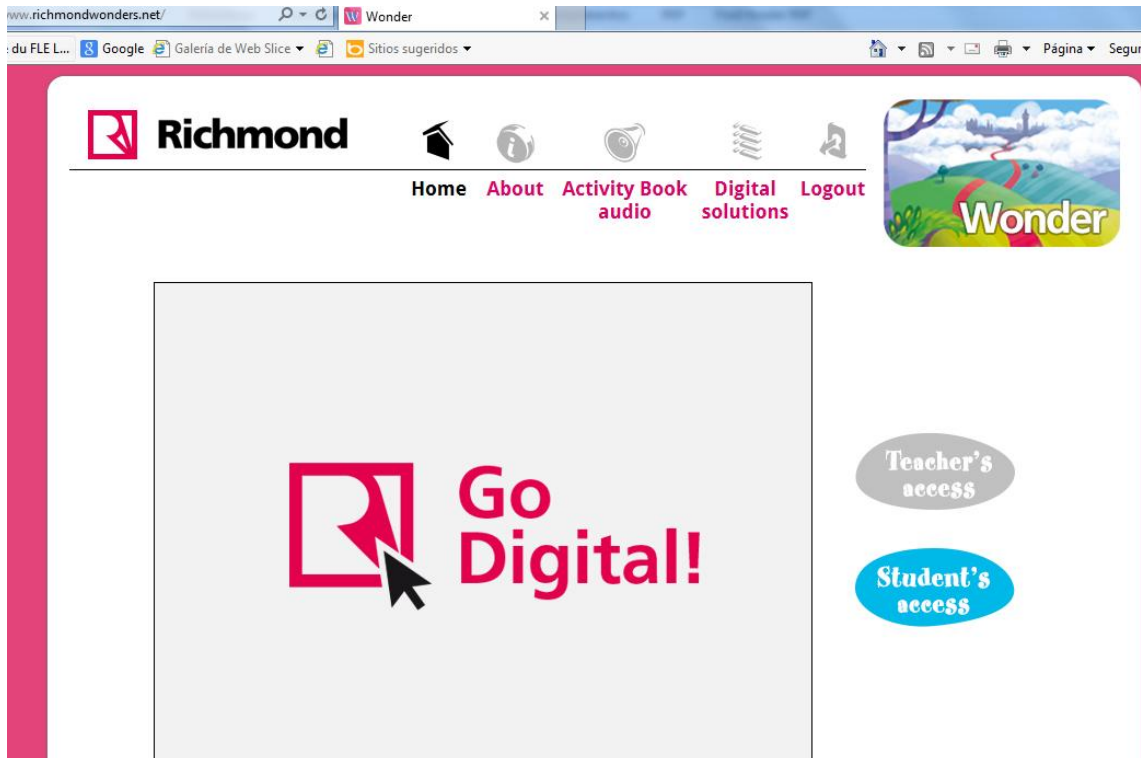 www.richmondwonders.net/
Wonder
du FLE L...
Google
Galería de Web Slice
Sitios sugeridos
Página
Segur
Richmond
Wonder
Home
About
Activity Book
audio
Digital
solutions
Logout
Go
Digital!
Teacher's
access
Student's
access